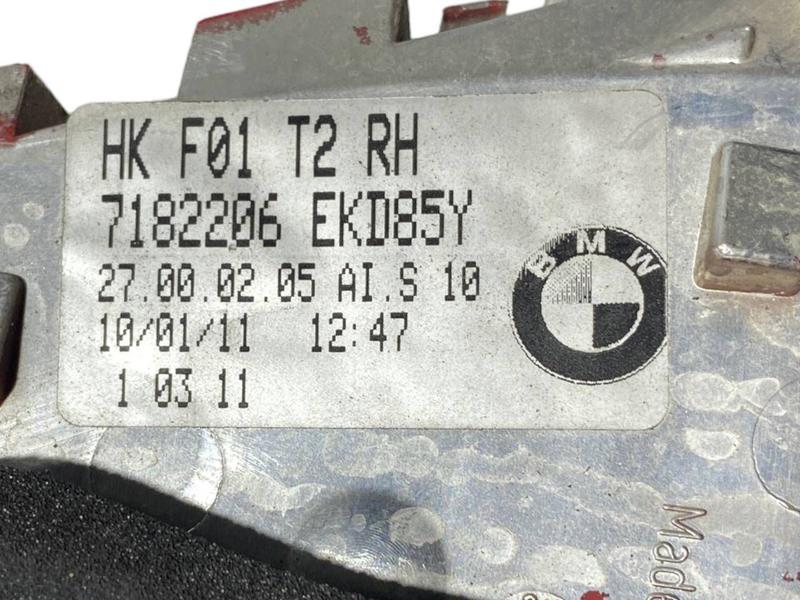 HK F01 T2 RH
7182206 EKD85Y
27.00.02.05 AI.S 10
10/01/11 12:47
1 03 11
BMW
Made